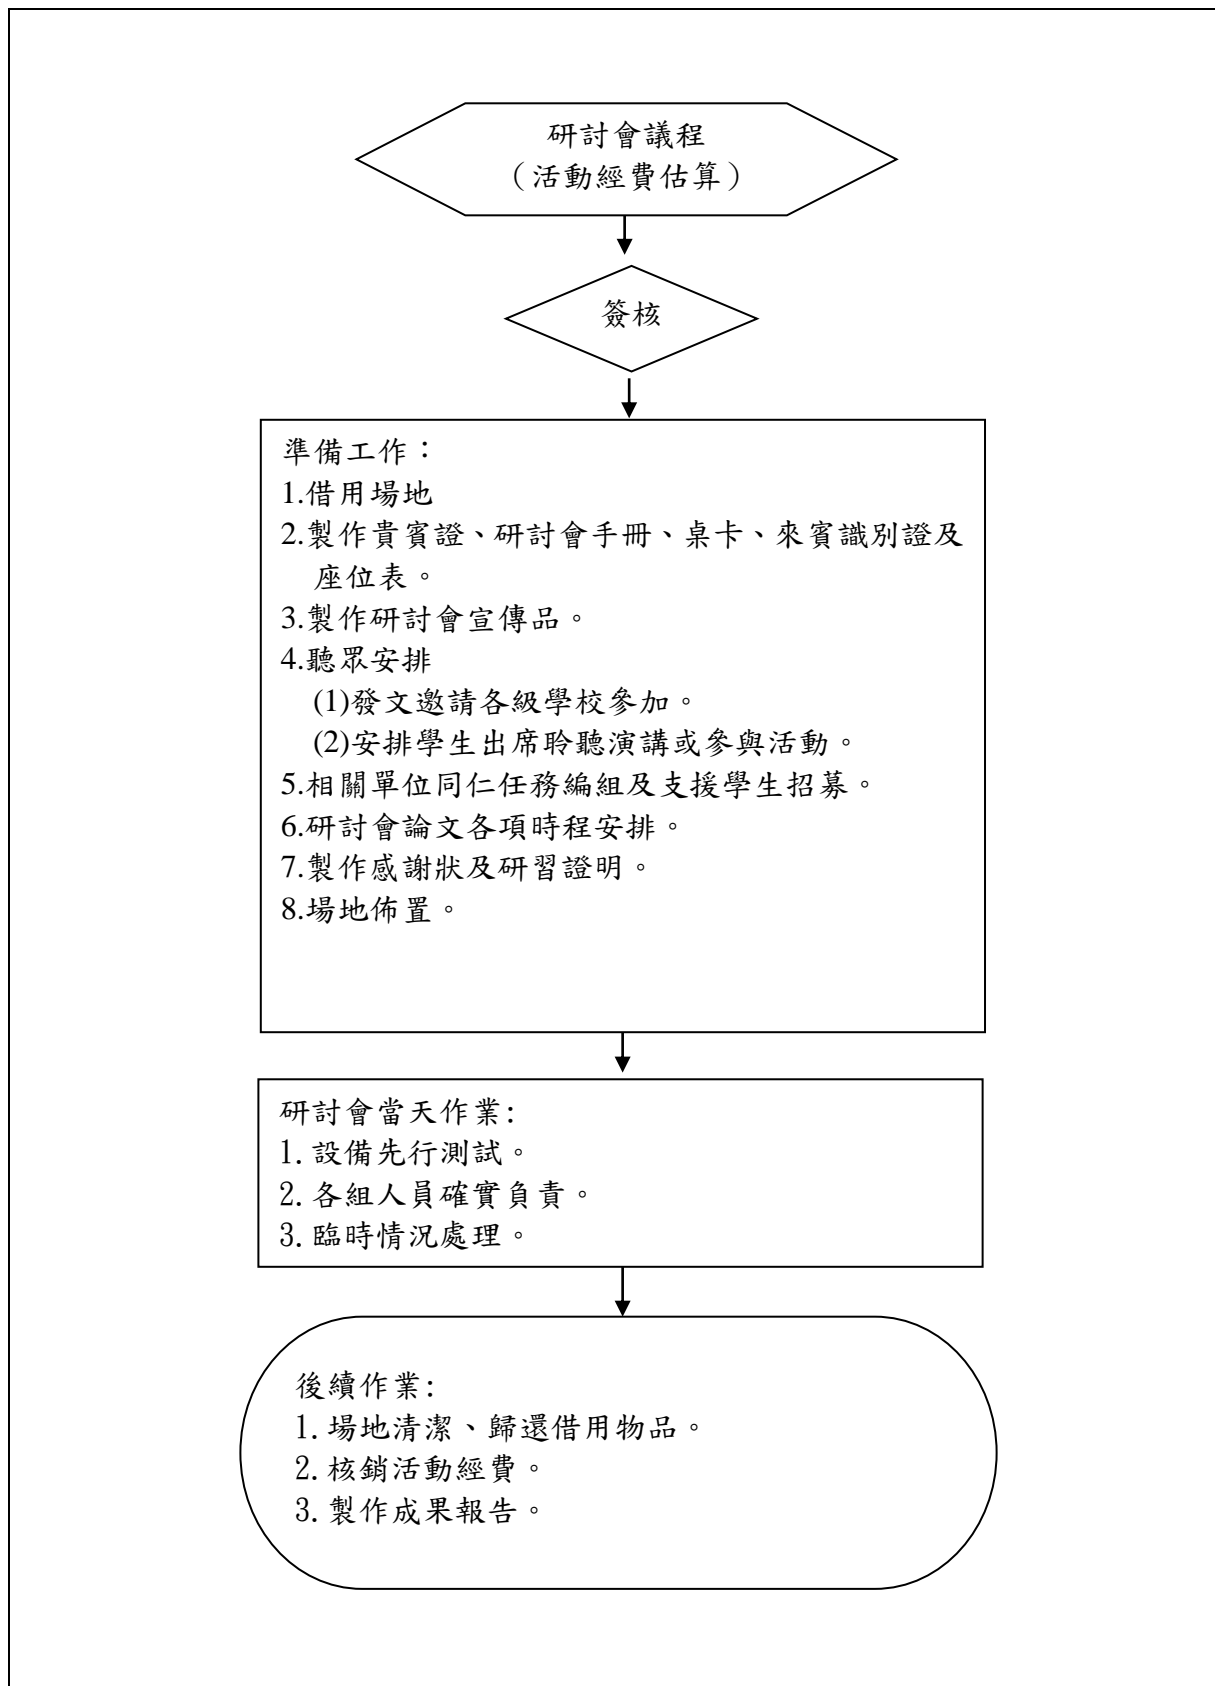 研討會議程
（活動經費估算）
簽核
準備工作：
1.借用場地
2.製作貴賓證、研討會手冊、桌卡、來賓識別證及
座位表。
3.製作研討會宣傳品。
4.聽眾安排
(1)發文邀請各級學校參加。
(2)安排學生出席聆聽演講或參與活動。
5.相關單位同仁任務編組及支援學生招募。
6.研討會論文各項時程安排。
7.製作感謝狀及研習證明。
8.場地佈置。
研討會當天作業:
1.設備先行測試。
2.各組人員確實負責。
3.臨時情況處理。
後續作業:
1.場地清潔、歸還借用物品。
2.核銷活動經費。
3.製作成果報告。